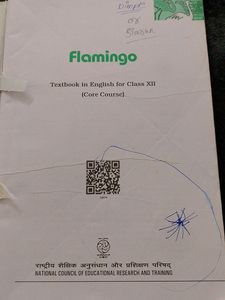 or
Flamingo
Textbook in English for Class XII
(Core Course)
राष्ट्रीय शैक्षिक अनुसंधान और प्रशिक्षण परिषद्
NATIONAL COUNCIL OF EDUCATIONAL RESEARCH AND TRAINING